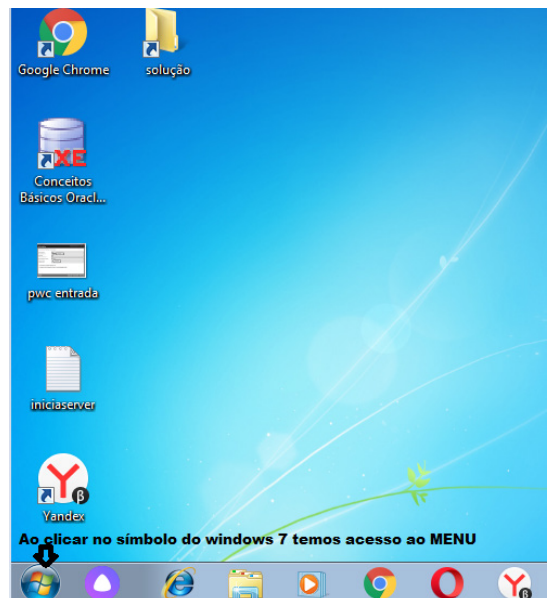 Google Chrome
solução
XE
Conceitos
Básicos Oracl...
pwc entrada
iniciaserver
Y
β
Yandex
Ao clicar no símbolo do windows 7 temos acesso ao MENU
Y
β